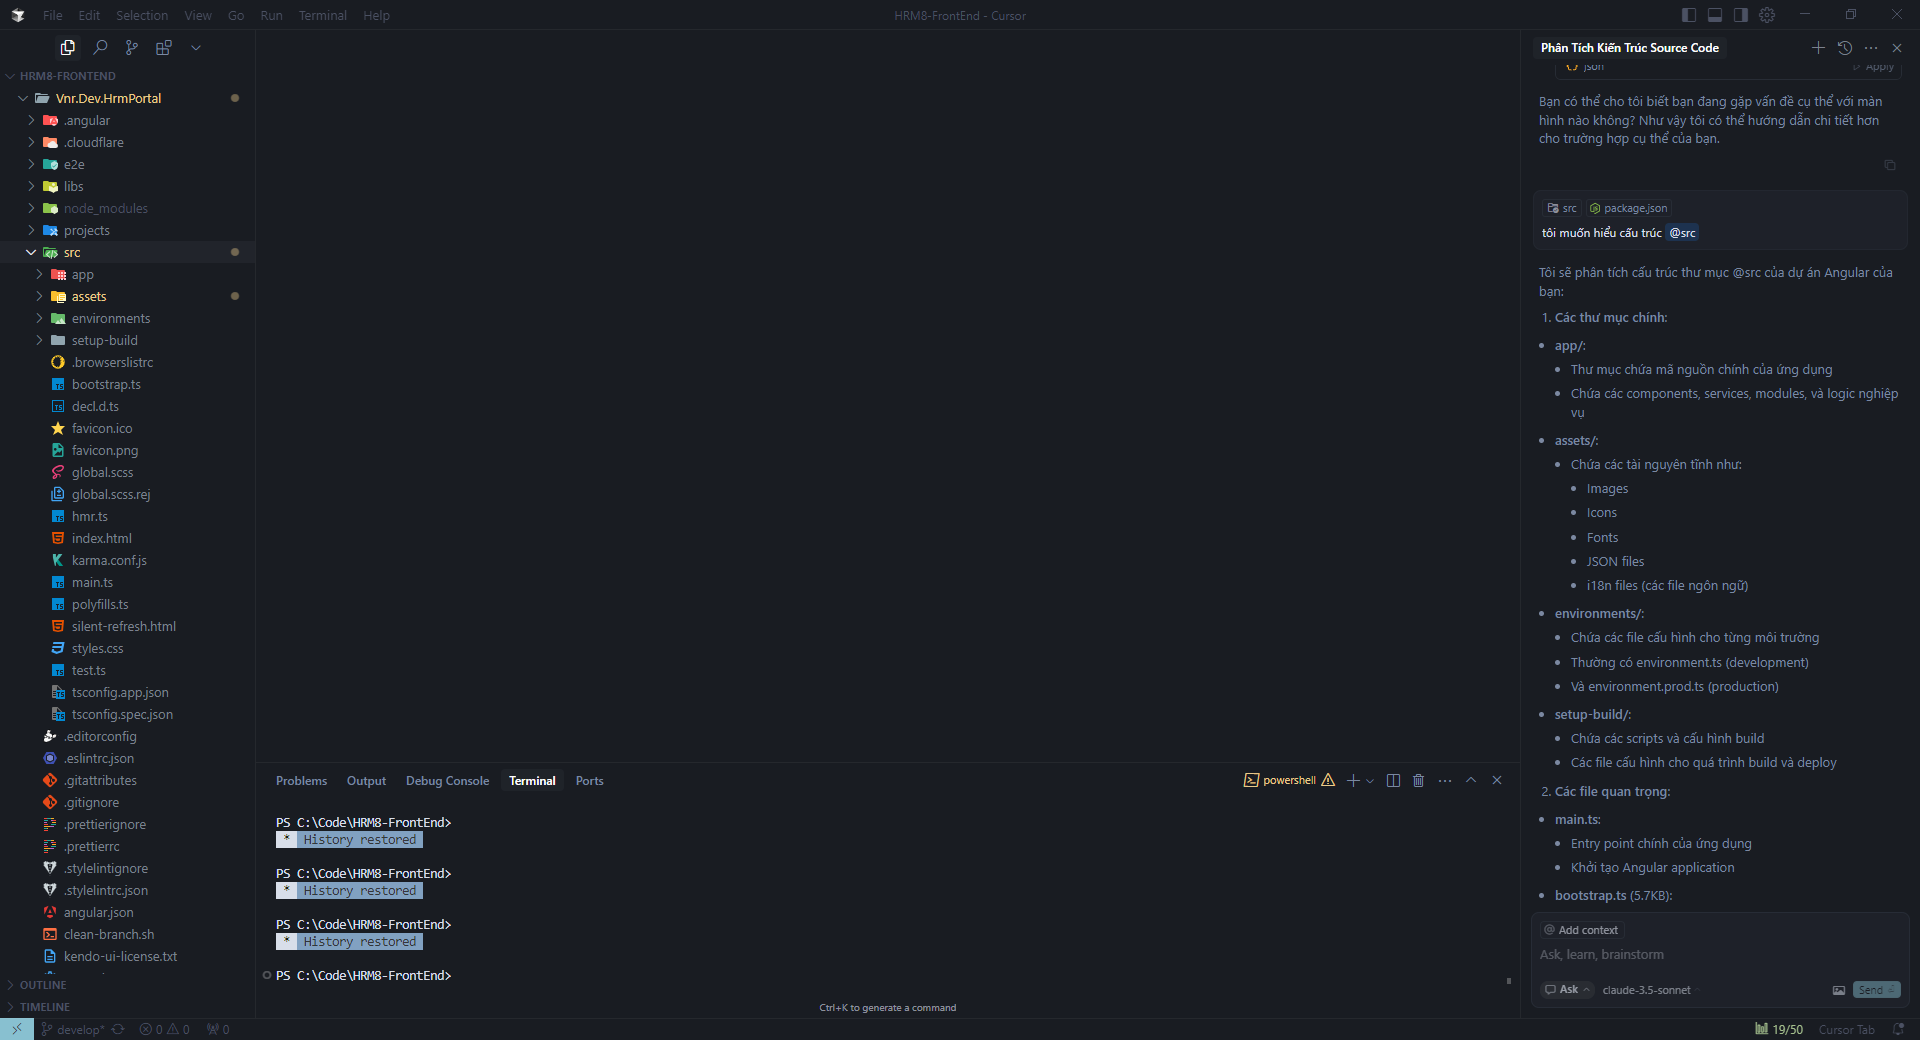 File Edit Selection View Go Run Terminal Help
HRM8-FrontEnd - Cursor
HRM8-FRONTEND
Vnr.Dev.HrmPortal
.angular
.cloudflare
e2e
libs
node_modules
projects
src
app
assets
environments
setup-build
.browserslistrc
bootstrap.ts
decl.d.ts
favicon.ico
favicon.png
global.scss
global.scss.rej
hmr.ts
index.html
karma.conf.js
main.ts
polyfills.ts
silent-refresh.html
styles.css
test.ts
tsconfig.app.json
tsconfig.spec.json
.editorconfig
.eslintrc.json
.gitattributes
.gitignore
.prettierignore
.prettierrc
.stylelintignore
.stylelintrc.json
angular.json
clean-branch.sh
kendo-ui-license.txt
OUTLINE
TIMELINE
Problems Output Debug Console Terminal Ports
powershell
PS C:\Code\HRM8-FrontEnd>
* History restored
PS C:\Code\HRM8-FrontEnd>
* History restored
PS C:\Code\HRM8-FrontEnd>
* History restored
PS C:\Code\HRM8-FrontEnd>
Ctrl+K to generate a command
Phân Tích Kiến Trúc Source Code
json Apply
Bạn có thể cho tôi biết bạn đang gặp vấn đề cụ thể với màn
hình nào không? Như vậy tôi có thể hướng dẫn chi tiết hơn
cho trường hợp cụ thể của bạn.
src package.json
tôi muốn hiểu cấu trúc @src
Tôi sẽ phân tích cấu trúc thư mục @src của dự án Angular của
bạn:
1. Các thư mục chính:
• app/:
• Thư mục chứa mã nguồn chính của ứng dụng
• Chứa các components, services, modules, và logic nghiệp
vụ
• assets/:
• Chứa các tài nguyên tĩnh như:
• Images
• Icons
• Fonts
• JSON files
• i18n files (các file ngôn ngữ)
• environments/:
• Chứa các file cấu hình cho từng môi trường
• Thường có environment.ts (development)
• Và environment.prod.ts (production)
• setup-build/:
• Chứa các scripts và cấu hình build
• Các file cấu hình cho quá trình build và deploy
2. Các file quan trọng:
• main.ts:
• Entry point chính của ứng dụng
• Khởi tạo Angular application
• bootstrap.ts (5.7KB):
@ Add context
Ask, learn, brainstorm
Ask claude-3.5-sonnet Send
develop* 0 0 0
19/50 Cursor Tab